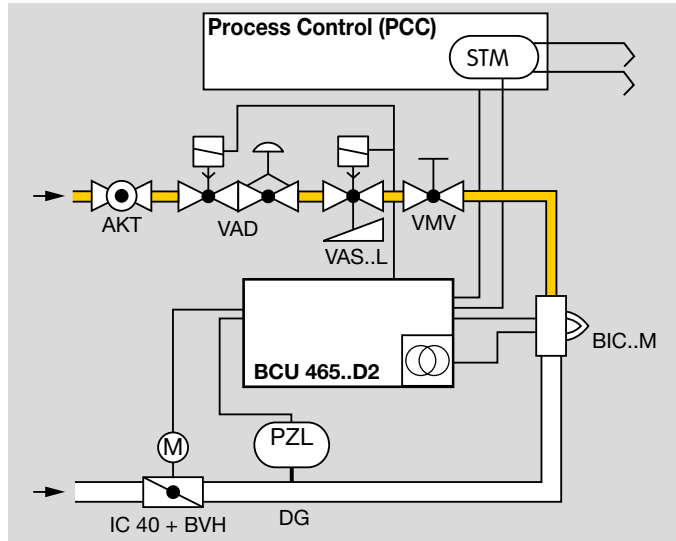 Process Control (PCC)
STM
AKT
VAD
VAS..L
VMV
BCU 465..D2
BIC..M
M
PZL
IC 40 + BVH
DG